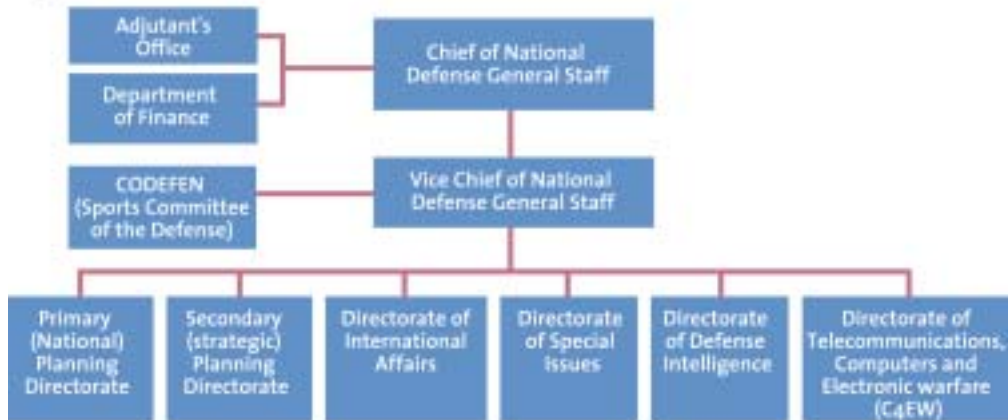 Adjutant's
Office
Chief of National
Defense General Staff
Department
of Finance
CODEFEN
(Sports Committee
of the Defense)
Vice Chief of National
Defense General Staff
Primary
(National)
Planning
Directorate
Secondary
(strategic)
Planning
Directorate
Directorate of
International
Affairs
Directorate
of Special
Issues
Directorate
of Defense
Intelligence
Directorate of
Telecommunications,
Computers and
Electronic warfare
(C4EW)